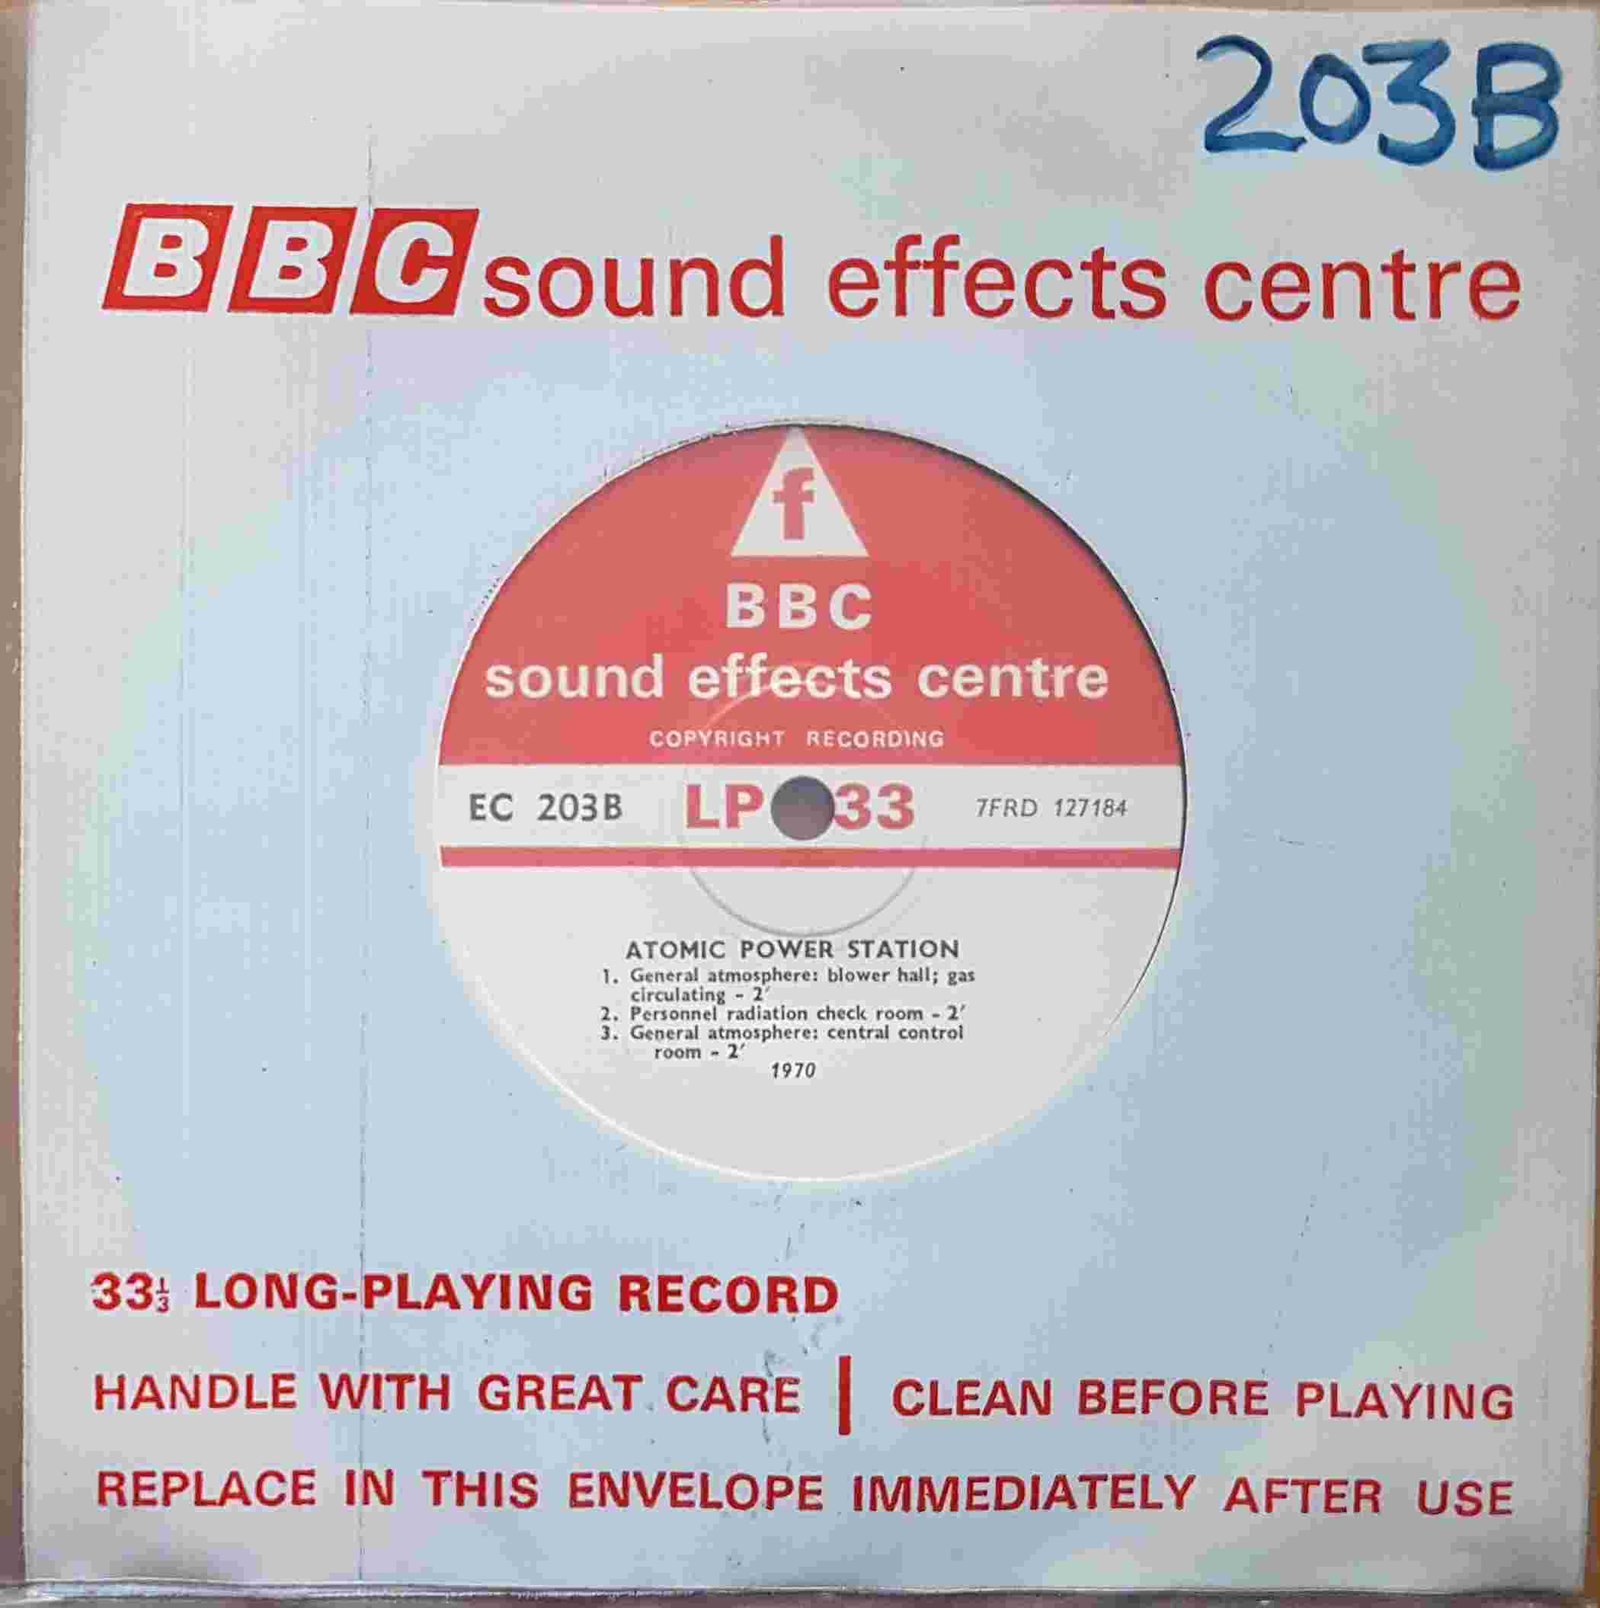 203B
BBC sound effects centre
f
BBC
sound effects centre
COPYRIGHT RECORDING
EC 203B LP 33 7FRD 127184
ATOMIC POWER STATION
1. General atmosphere: blower hall; gas
circulating - 2′
2. Personnel radiation check room - 2′
3. General atmosphere: central control
room - 2′
1970
33⅓ LONG-PLAYING RECORD
HANDLE WITH GREAT CARE | CLEAN BEFORE PLAYING
REPLACE IN THIS ENVELOPE IMMEDIATELY AFTER USE